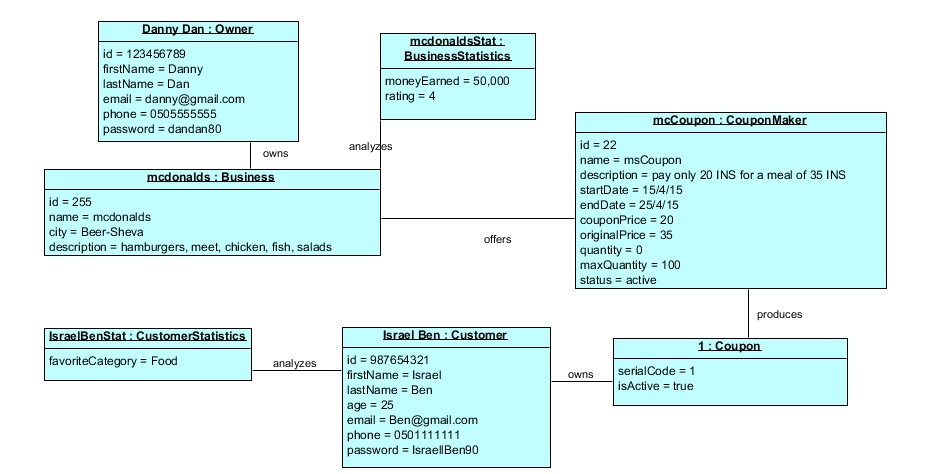 Danny Dan : Owner
id = 123456789
firstName = Danny
lastName = Dan
email = danny@gmail.com
phone = 0505555555
password = dandan80
mcdonaldsStat :
BusinessStatistics
moneyEarned = 50,000
rating = 4
owns
analyzes
mcdonalds : Business
id = 255
name = mcdonalds
city = Beer-Sheva
description = hamburgers, meet, chicken, fish, salads
offers
mcCoupon : CouponMaker
id = 22
name = msCoupon
description = pay only 20 INS for a meal of 35 INS
startDate = 15/4/15
endDate = 25/4/15
couponPrice = 20
originalPrice = 35
quantity = 0
maxQuantity = 100
status = active
produces
IsraelBenStat : CustomerStatistics
favoriteCategory = Food
analyzes
Israel Ben : Customer
id = 987654321
firstName = Israel
lastName = Ben
age = 25
email = Ben@gmail.com
phone = 0501111111
password = IsraellBen90
owns
1 : Coupon
serialCode = 1
isActive = true